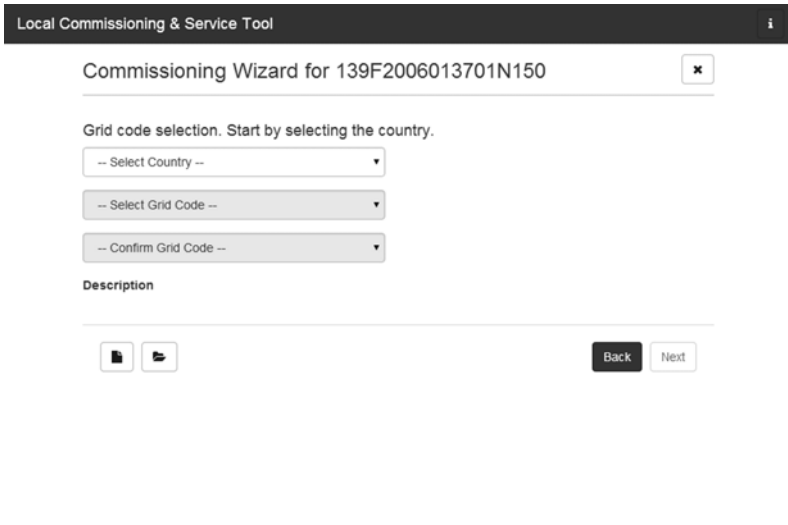 Local Commissioning & Service Tool
i
Commissioning Wizard for 139F2006013701N150
Grid code selection. Start by selecting the country.
-- Select Country --
-- Select Grid Code --
-- Confirm Grid Code --
Description
Back Next